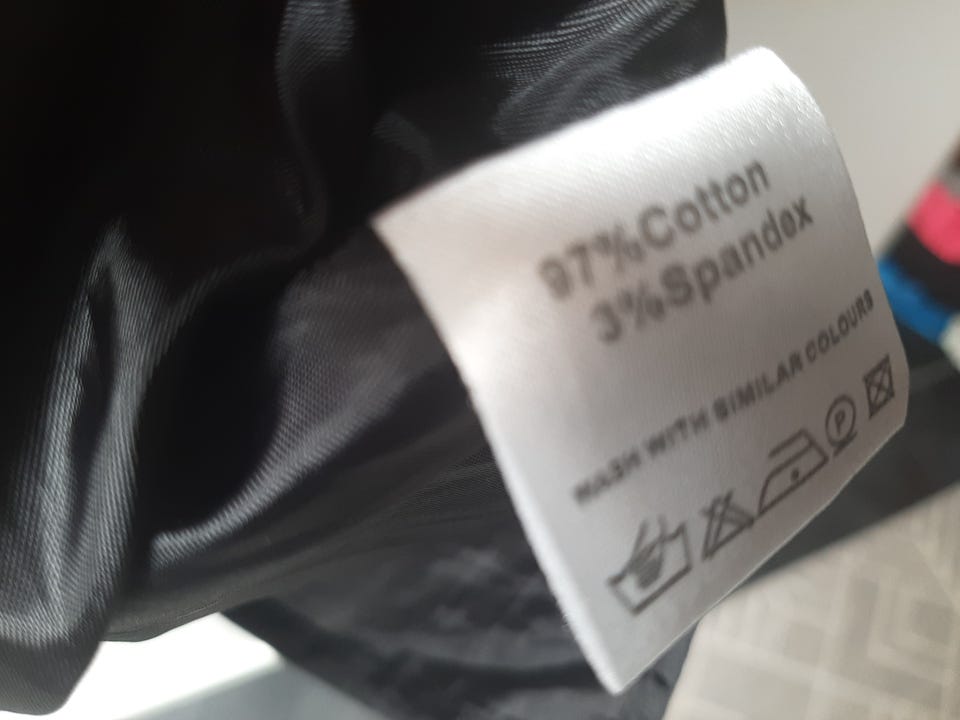 97%Cotton
3%Spandex
WASH WITH SIMILAR COLOURS
P